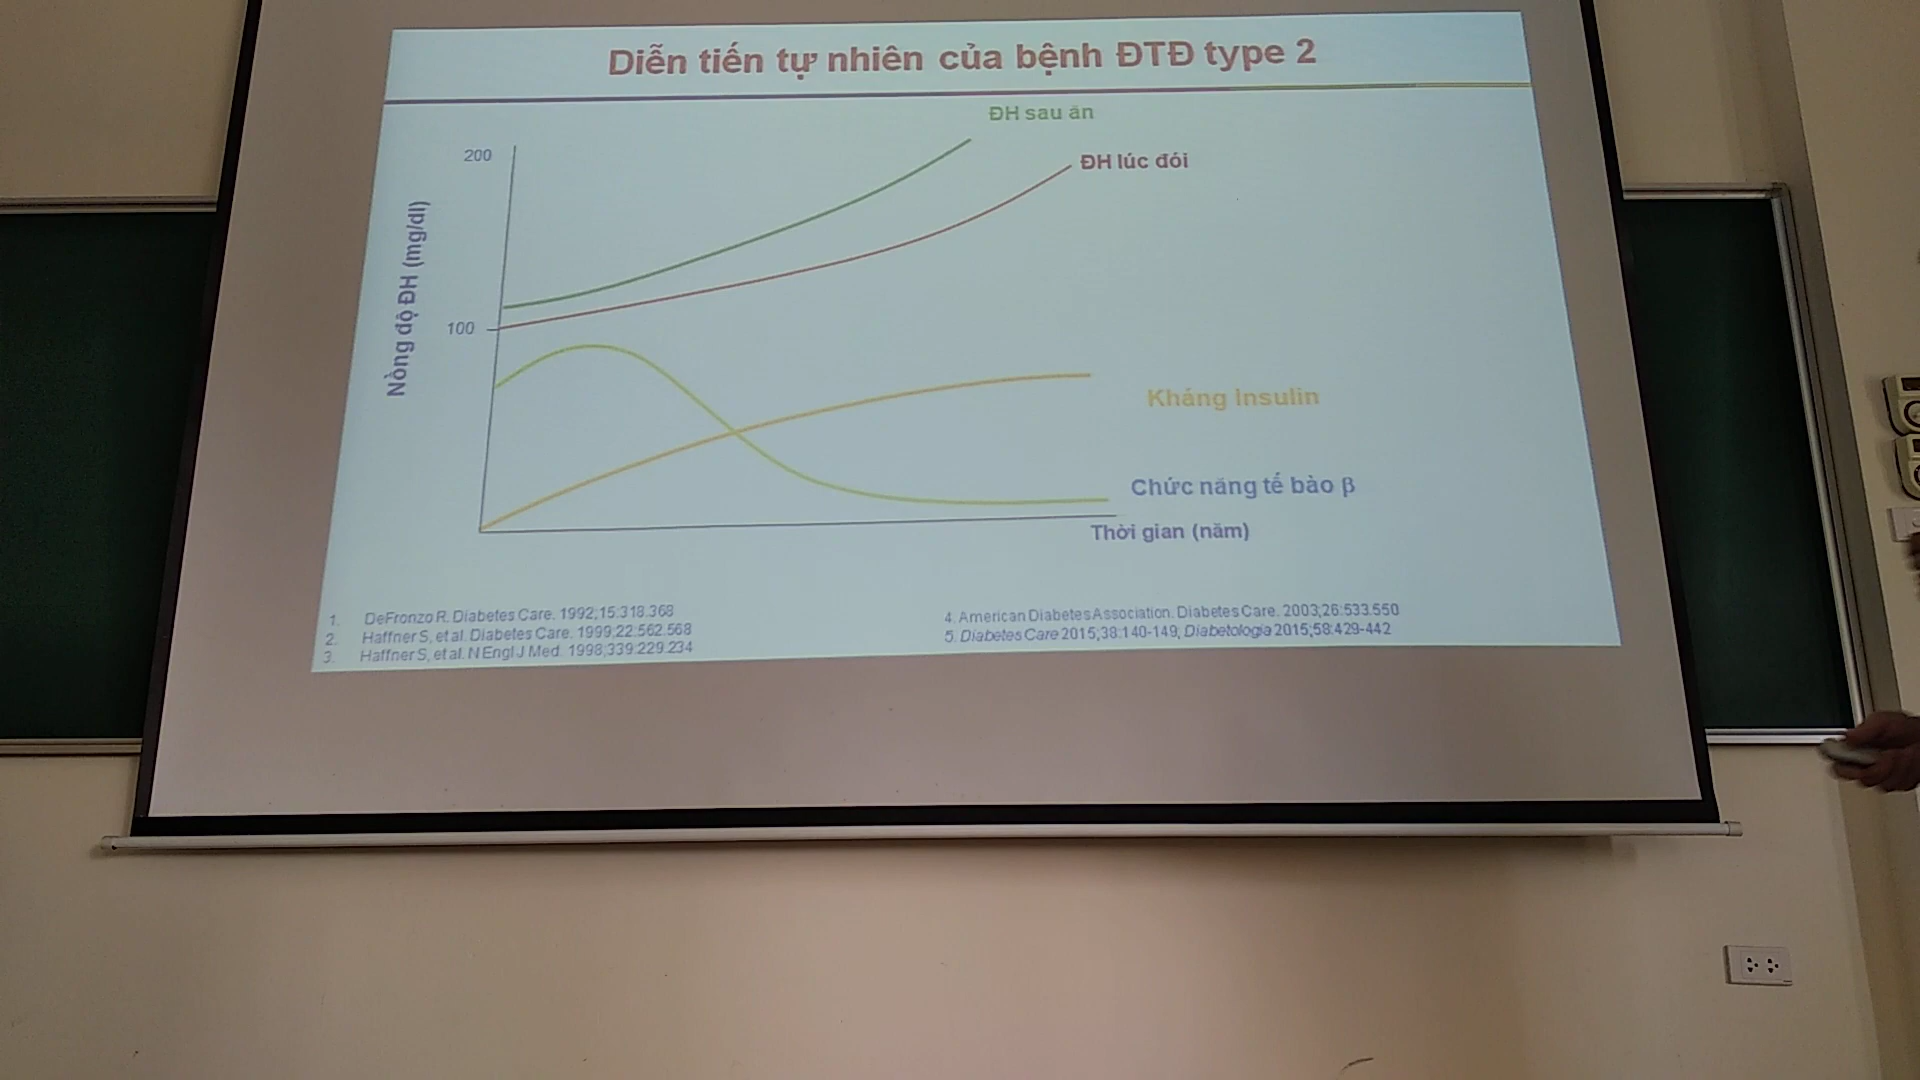 Diễn tiến tự nhiên của bệnh ĐTĐ type 2
ĐH sau ăn
200
ĐH lúc đói
Nồng độ ĐH (mg/dl)
100
Kháng Insulin
Chức năng tế bào β
Thời gian (năm)
1. DeFronzo R. Diabetes Care. 1992;15:318.368
2. Haffner S, et al. Diabetes Care. 1999;22:562.568
3. Haffner S, et al. N Engl J Med. 1998;339:229.234
4. American Diabetes Association. Diabetes Care. 2003;26:533.550
5. Diabetes Care 2015;38:140-149; Diabetologia 2015;58:429-442